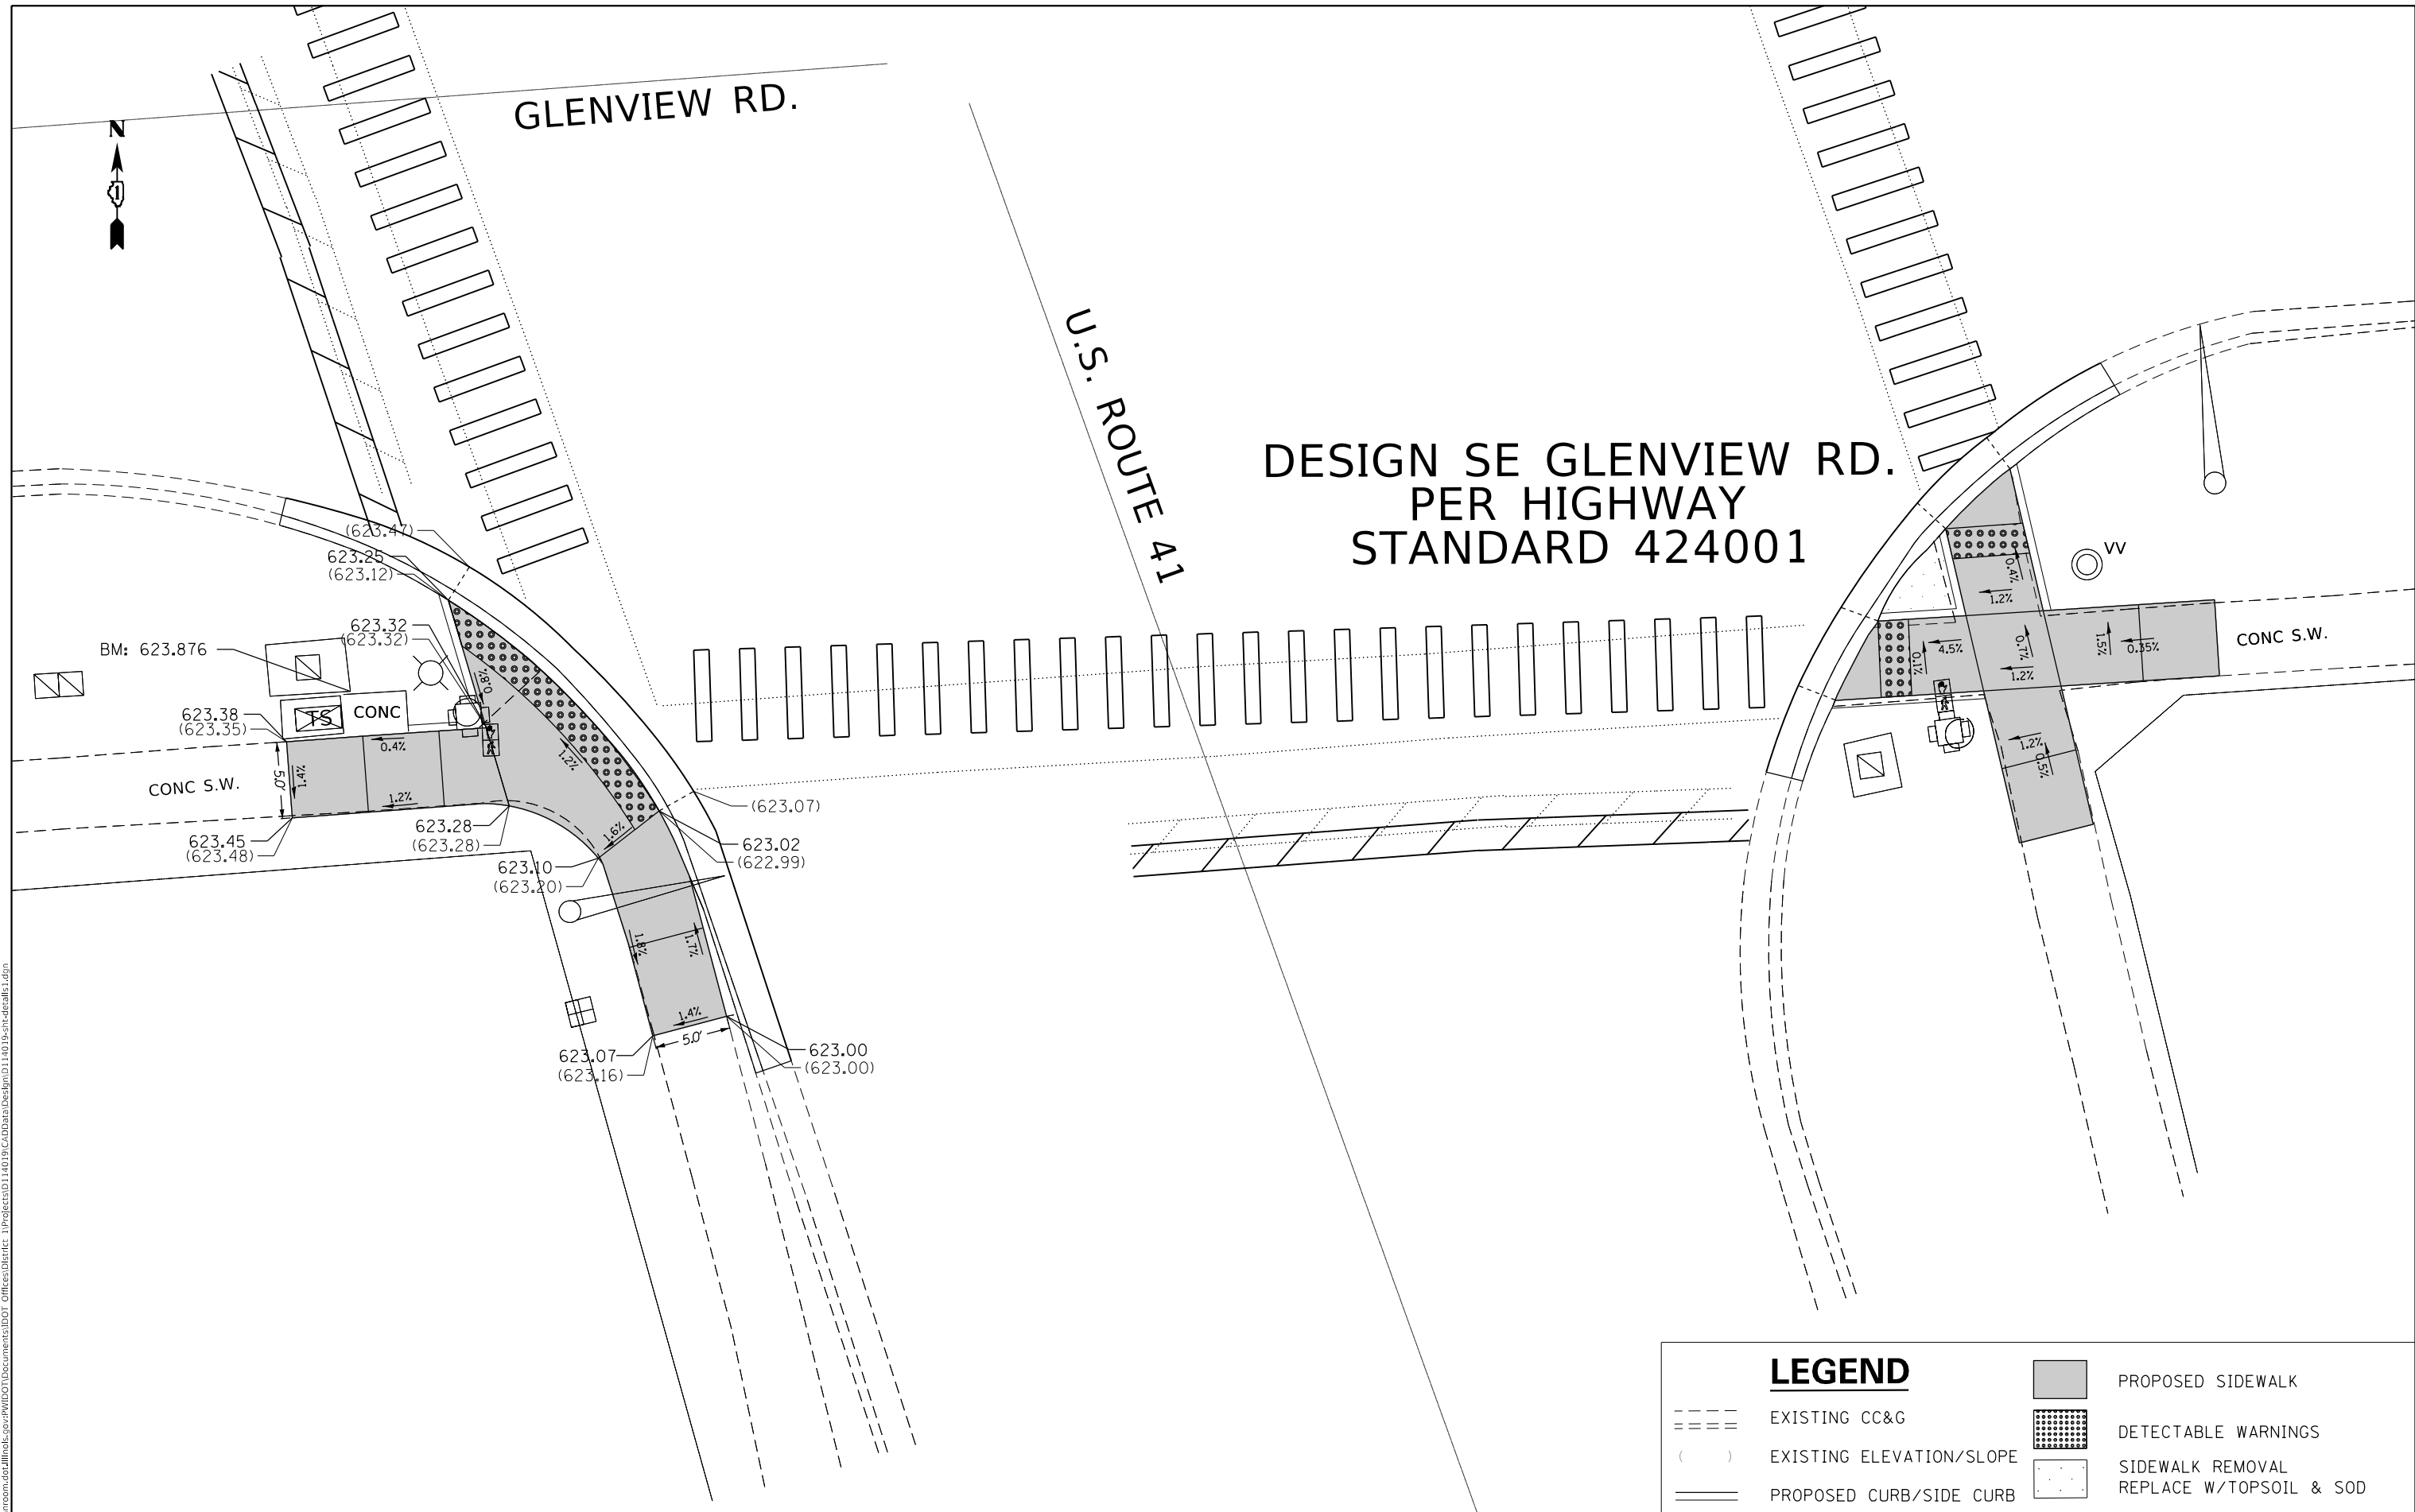 GLENVIEW RD.
N
1
U.S. ROUTE 41
DESIGN SE GLENVIEW RD.
PER HIGHWAY
STANDARD 424001
(623.47)
623.25
(623.12)
623.32
(623.32)
BM: 623.876
623.38
(623.35)
TS
CONC
0.8%
0.4%
1.2%
1.4%
5.0'
CONC S.W.
1.2%
623.45
(623.48)
623.28
(623.28)
1.6%
(623.07)
623.02
(622.99)
623.10
(623.20)
1.8%
1.7%
1.4%
5.0'
623.07
(623.16)
623.00
(623.00)
VV
0.4%
1.2%
4.5%
0.1%
0.7%
1.2%
1.5%
0.35%
CONC S.W.
1.2%
0.5%
LEGEND
EXISTING CC&G
( ) EXISTING ELEVATION/SLOPE
PROPOSED CURB/SIDE CURB
PROPOSED SIDEWALK
DETECTABLE WARNINGS
SIDEWALK REMOVAL
REPLACE W/TOPSOIL & SOD